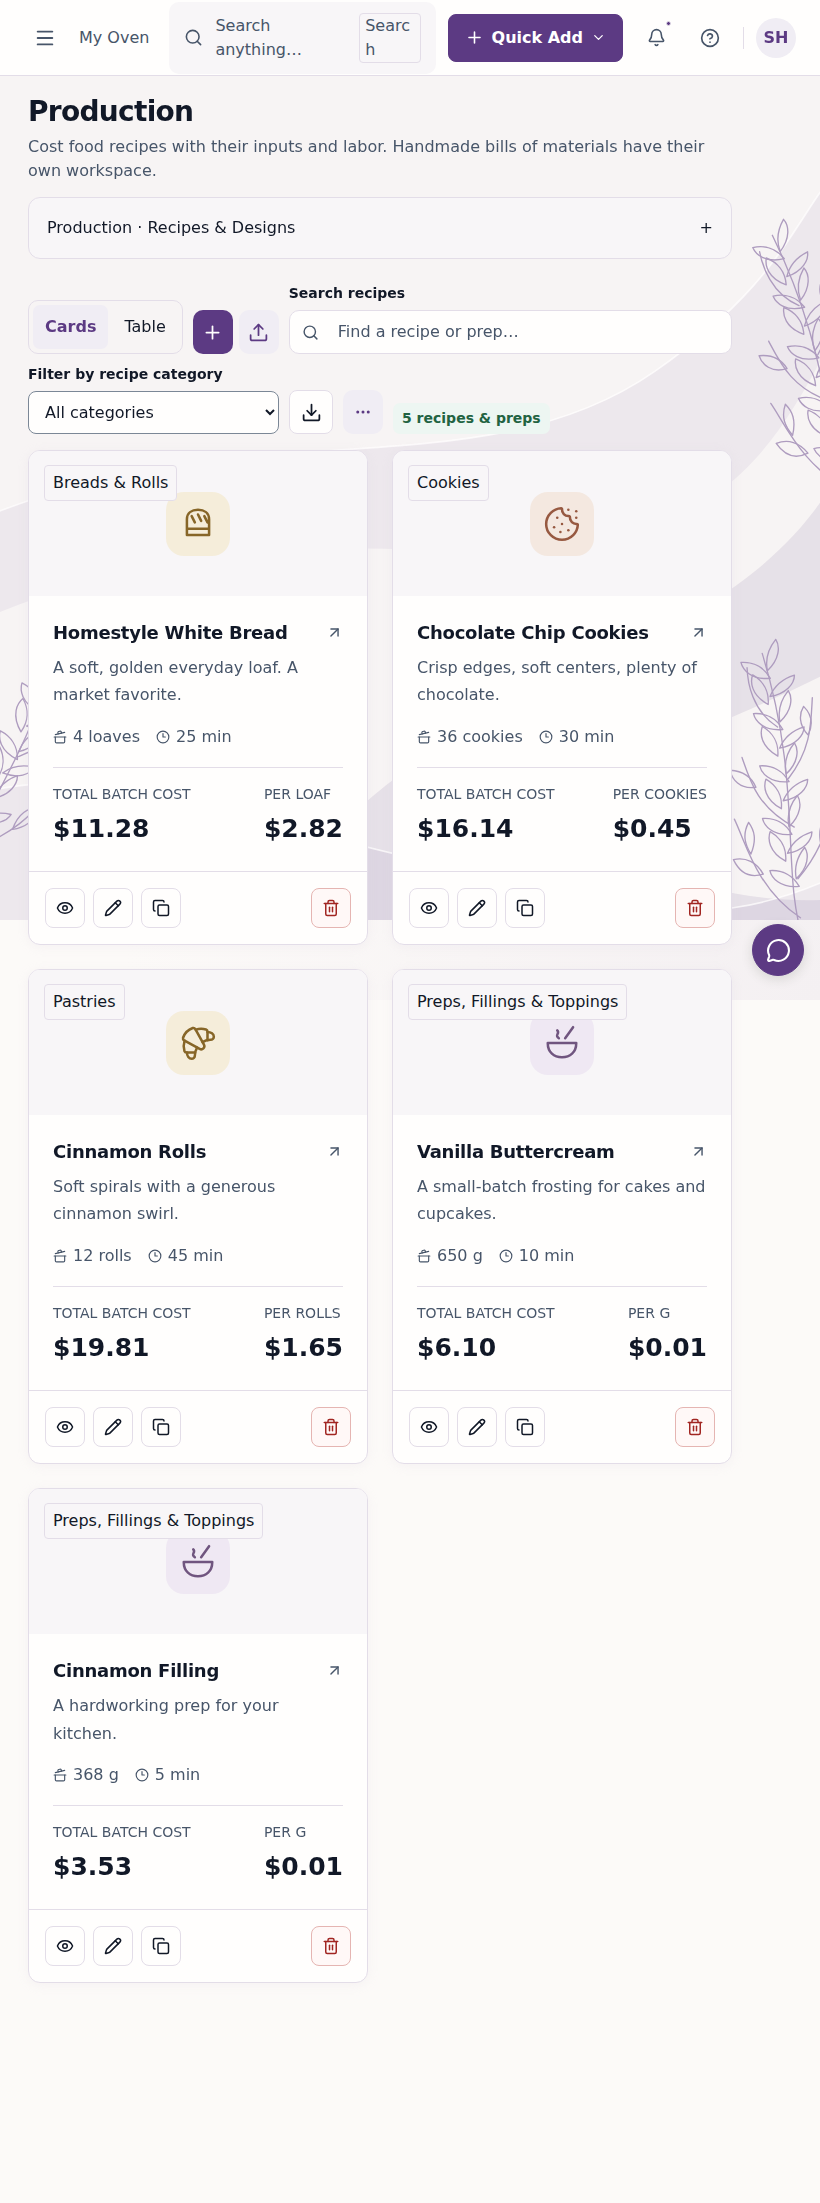 My Oven
Search
anything...
Searc
h
Quick Add
SH
Production
Cost food recipes with their inputs and labor. Handmade bills of materials have their
own workspace.
Production · Recipes & Designs
+
Search recipes
Cards
Table
Find a recipe or prep...
Filter by recipe category
All categories
5 recipes & preps
Breads & Rolls
Homestyle White Bread
A soft, golden everyday loaf. A
market favorite.
4 loaves
25 min
TOTAL BATCH COST
PER LOAF
$11.28
$2.82
Cookies
Chocolate Chip Cookies
Crisp edges, soft centers, plenty of
chocolate.
36 cookies
30 min
TOTAL BATCH COST
PER COOKIES
$16.14
$0.45
Pastries
Cinnamon Rolls
Soft spirals with a generous
cinnamon swirl.
12 rolls
45 min
TOTAL BATCH COST
PER ROLLS
$19.81
$1.65
Preps, Fillings & Toppings
Vanilla Buttercream
A small-batch frosting for cakes and
cupcakes.
650 g
10 min
TOTAL BATCH COST
PER G
$6.10
$0.01
Preps, Fillings & Toppings
Cinnamon Filling
A hardworking prep for your
kitchen.
368 g
5 min
TOTAL BATCH COST
PER G
$3.53
$0.01